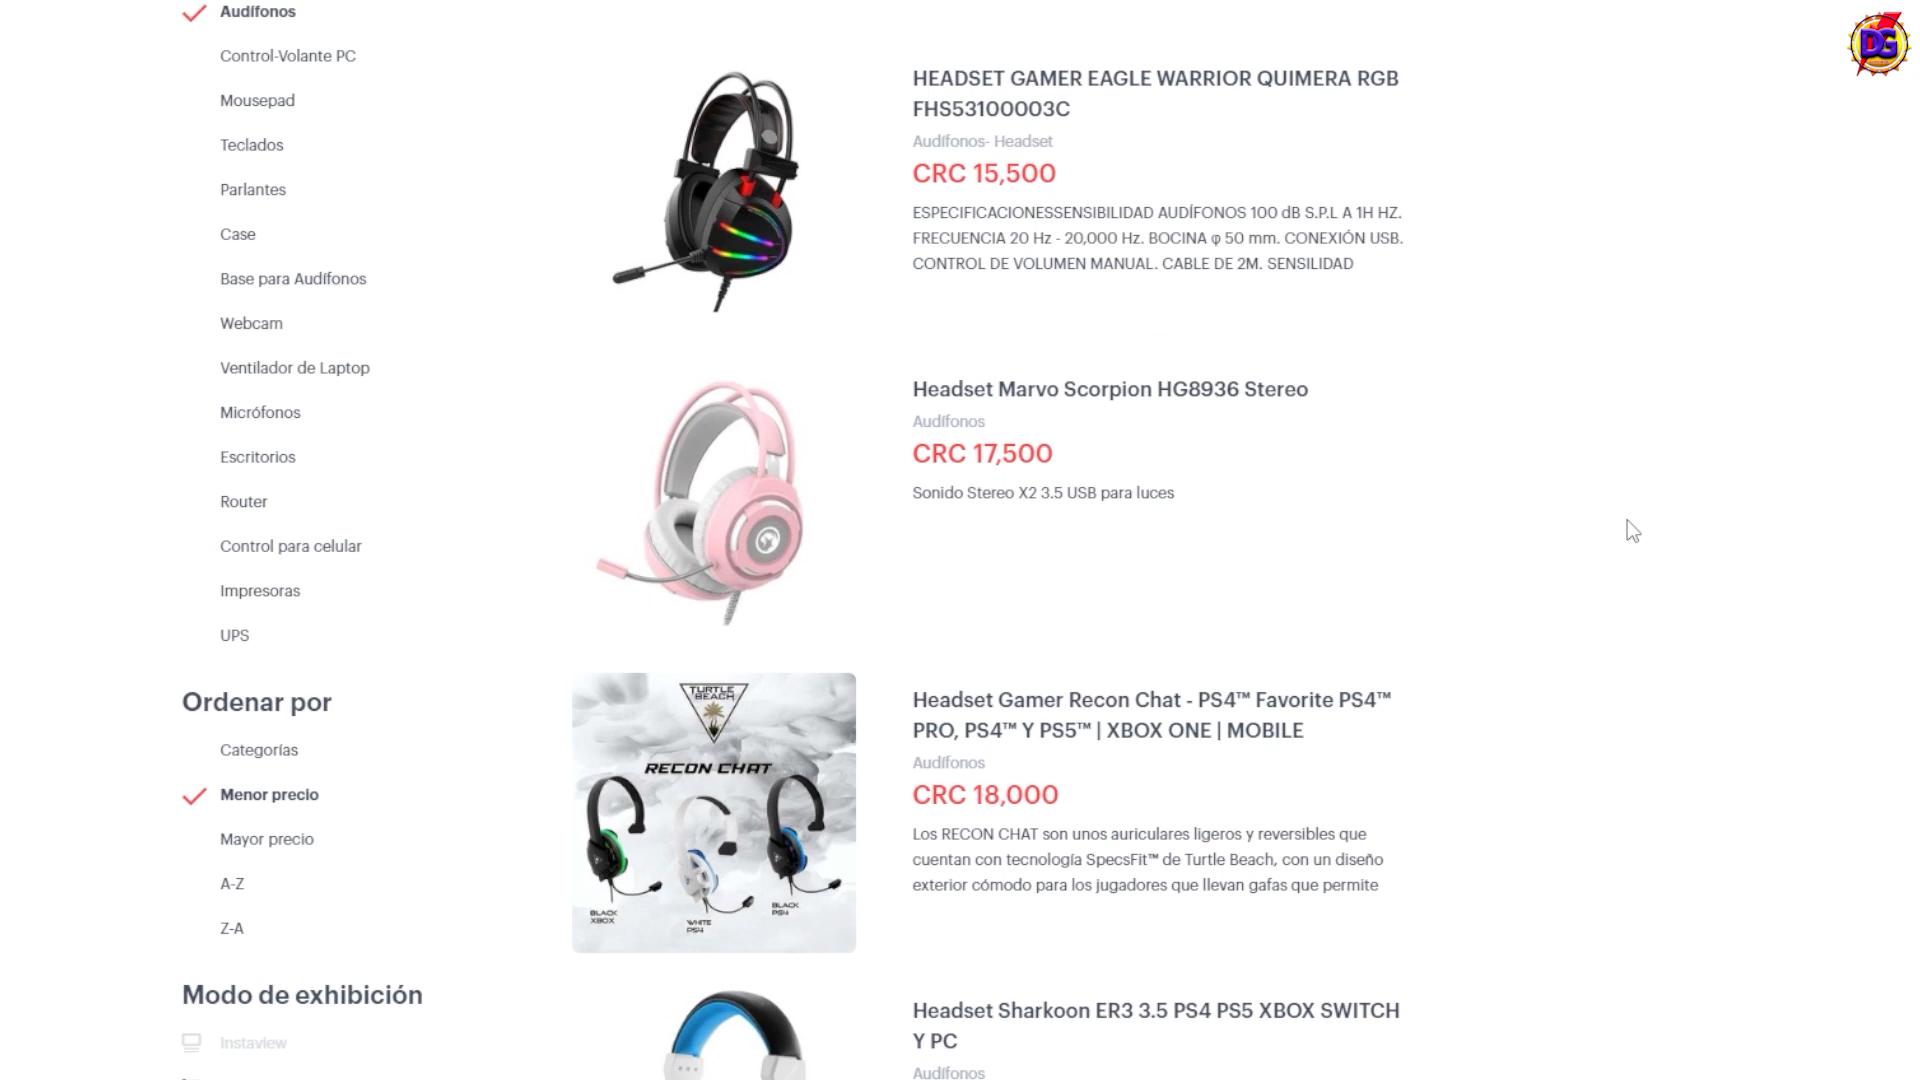 Audífonos
Control-Volante PC
Mousepad
Teclados
Parlantes
Case
Base para Audífonos
Webcam
Ventilador de Laptop
Micrófonos
Escritorios
Router
Control para celular
Impresoras
UPS
Ordenar por
Categorías
Menor precio
Mayor precio
A-Z
Z-A
Modo de exhibición
Instaview
HEADSET GAMER EAGLE WARRIOR QUIMERA RGB
FHS53100003C
Audífonos- Headset
CRC 15,500
ESPECIFICACIONESSENSIBILIDAD AUDÍFONOS 100 dB S.P.L A 1H HZ.
FRECUENCIA 20 Hz - 20,000 Hz. BOCINA φ 50 mm. CONEXIÓN USB.
CONTROL DE VOLUMEN MANUAL. CABLE DE 2M. SENSILIDAD
Headset Marvo Scorpion HG8936 Stereo
Audífonos
CRC 17,500
Sonido Stereo X2 3.5 USB para luces
TURTLE
BEACH
RECON CHAT
BLACK
XBOX
WHITE
PS4
BLACK
PS4
Headset Gamer Recon Chat - PS4™ Favorite PS4™
PRO, PS4™ Y PS5™ | XBOX ONE | MOBILE
Audífonos
CRC 18,000
Los RECON CHAT son unos auriculares ligeros y reversibles que
cuentan con tecnología SpecsFit™ de Turtle Beach, con un diseño
exterior cómodo para los jugadores que llevan gafas que permite
Headset Sharkoon ER3 3.5 PS4 PS5 XBOX SWITCH
Y PC
Audífonos
DG